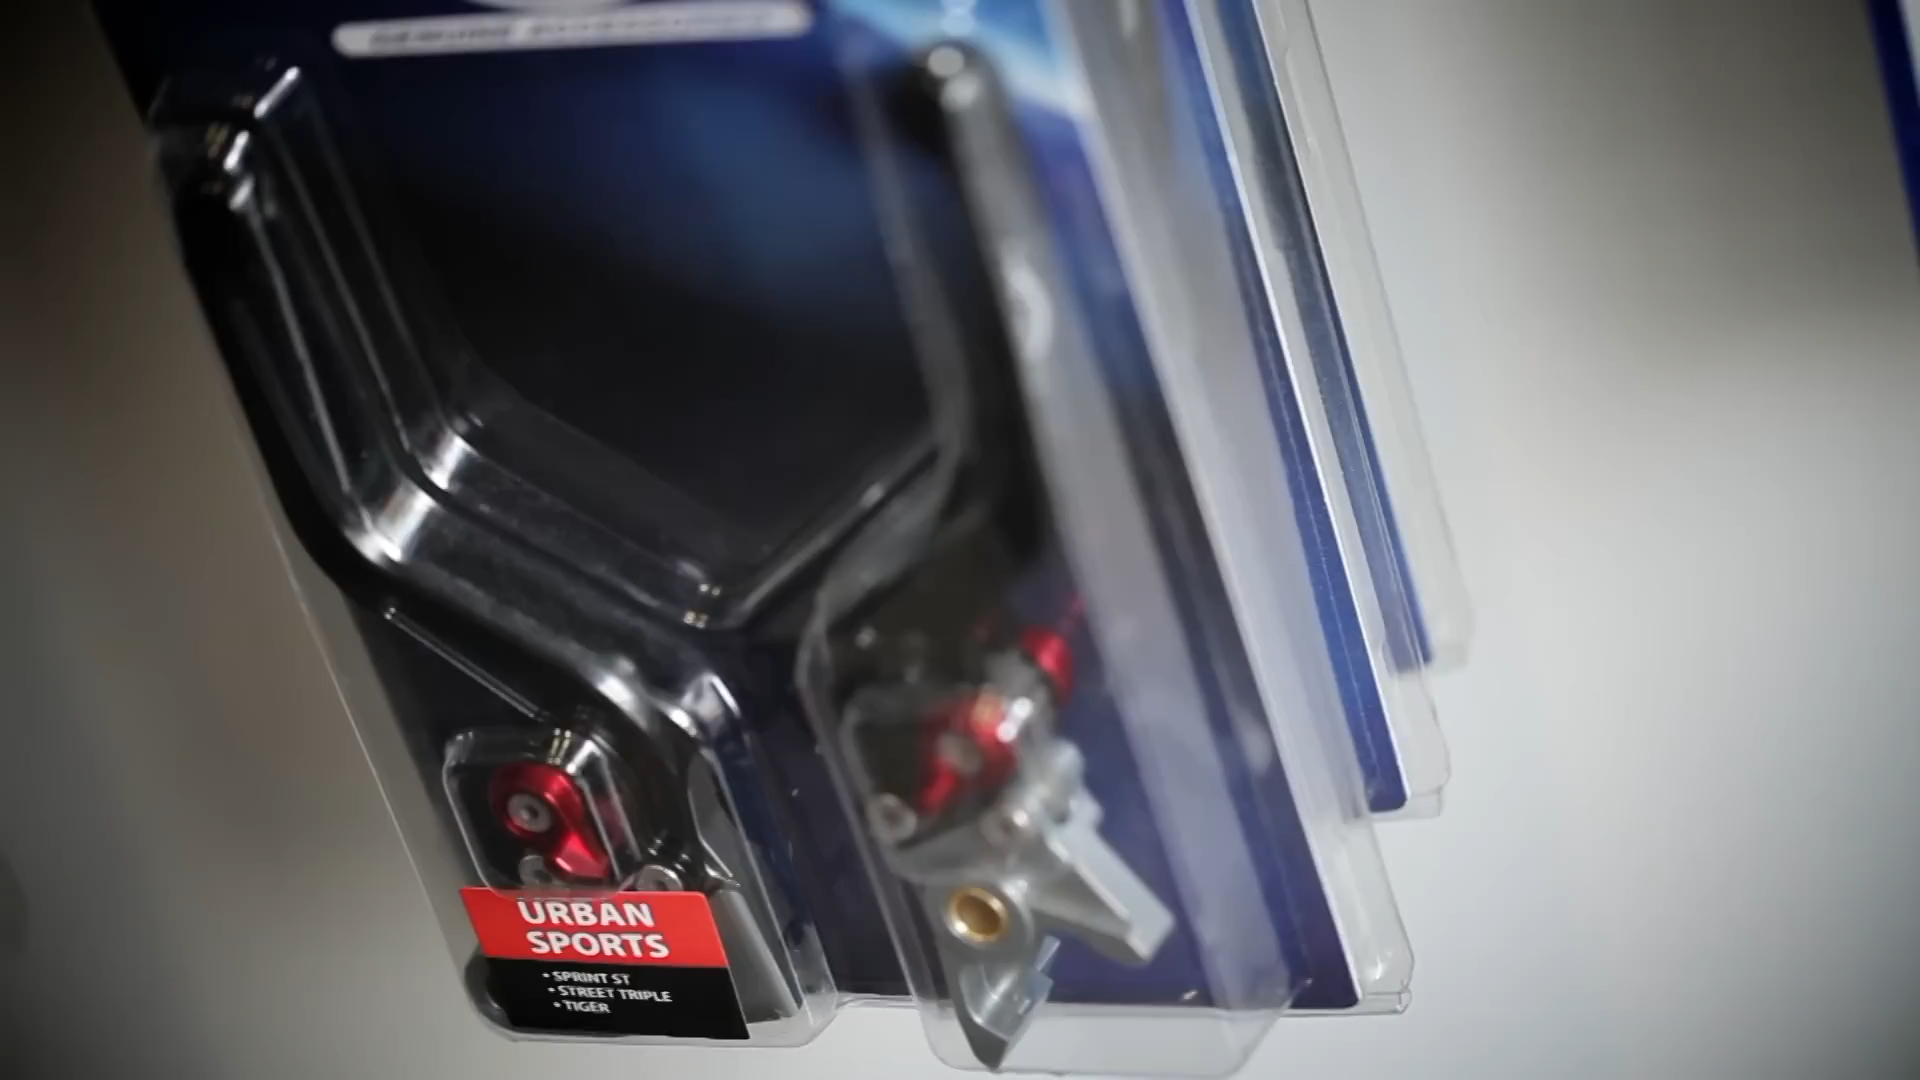 URBAN
SPORTS
• SPRINT ST
• STREET TRIPLE
• TIGER